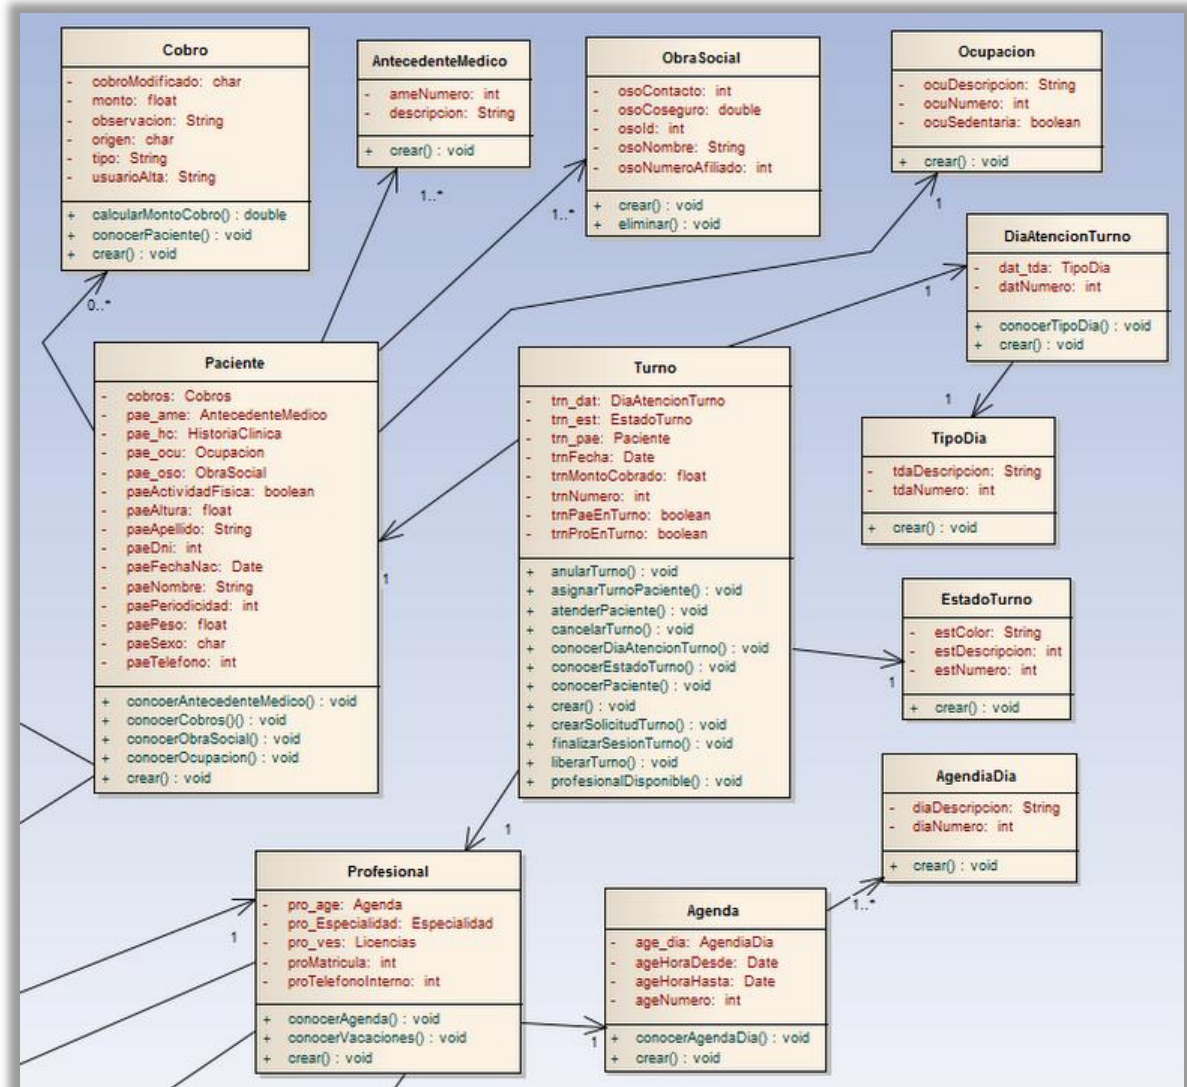 Cobro
- cobroModificado: char
- monto: float
- observacion: String
- origen: char
- tipo: String
- usuarioAlta: String
+ calcularMontoCobro() : double
+ conocerPaciente() : void
+ crear() : void
0..*
AntecedenteMedico
- ameNumero: int
- descripcion: String
+ crear() : void
1..*
ObraSocial
- osoContacto: int
- osoCoseguro: double
- osoId: int
- osoNombre: String
- osoNumeroAfiliado: int
+ crear() : void
+ eliminar() : void
1..*
Ocupacion
- ocuDescripcion: String
- ocuNumero: int
- ocuSedentaria: boolean
+ crear() : void
1
DiaAtencionTurno
- dat_tda: TipoDia
- datNumero: int
+ conocerTipoDia() : void
+ crear() : void
1
Paciente
- cobros: Cobros
- pae_ame: AntecedenteMedico
- pae_hc: HistoriaClinica
- pae_ocu: Ocupacion
- pae_oso: ObraSocial
- paeActividadFisica: boolean
- paeAltura: float
- paeApellido: String
- paeDni: int
- paeFechaNac: Date
- paeNombre: String
- paePeriodicidad: int
- paePeso: float
- paeSexo: char
- paeTelefono: int
+ concoerAntecedenteMedico() : void
+ conocerCobros()() : void
+ conocerObraSocial() : void
+ conocerOcupacion() : void
+ crear() : void
1
Turno
- trn_dat: DiaAtencionTurno
- trn_est: EstadoTurno
- trn_pae: Paciente
- trnFecha: Date
- trnMontoCobrado: float
- trnNumero: int
- trnPaeEnTurno: boolean
- trnProEnTurno: boolean
+ anularTurno() : void
+ asignarTurnoPaciente() : void
+ atenderPaciente() : void
+ cancelarTurno() : void
+ conocerDiaAtencionTurno() : void
+ conocerEstadoTurno() : void
+ conocerPaciente() : void
+ crear() : void
+ crearSolicitudTurno() : void
+ finalizarSesionTurno() : void
+ liberarTurno() : void
+ profesionalDisponible() : void
1
TipoDia
- tdaDescripcion: String
- tdaNumero: int
+ crear() : void
1
EstadoTurno
- estColor: String
- estDescripcion: int
- estNumero: int
+ crear() : void
1
AgendiaDia
- diaDescripcion: String
- diaNumero: int
+ crear() : void
1..*
Profesional
- pro_age: Agenda
- pro_Especialidad: Especialidad
- pro_ves: Licencias
- proMatricula: int
- proTelefonoInterno: int
+ conocerAgenda() : void
+ conocerVacaciones() : void
+ crear() : void
1
Agenda
- age_dia: AgendiaDia
- ageHoraDesde: Date
- ageHoraHasta: Date
- ageNumero: int
+ conocerAgendaDia() : void
+ crear() : void
1